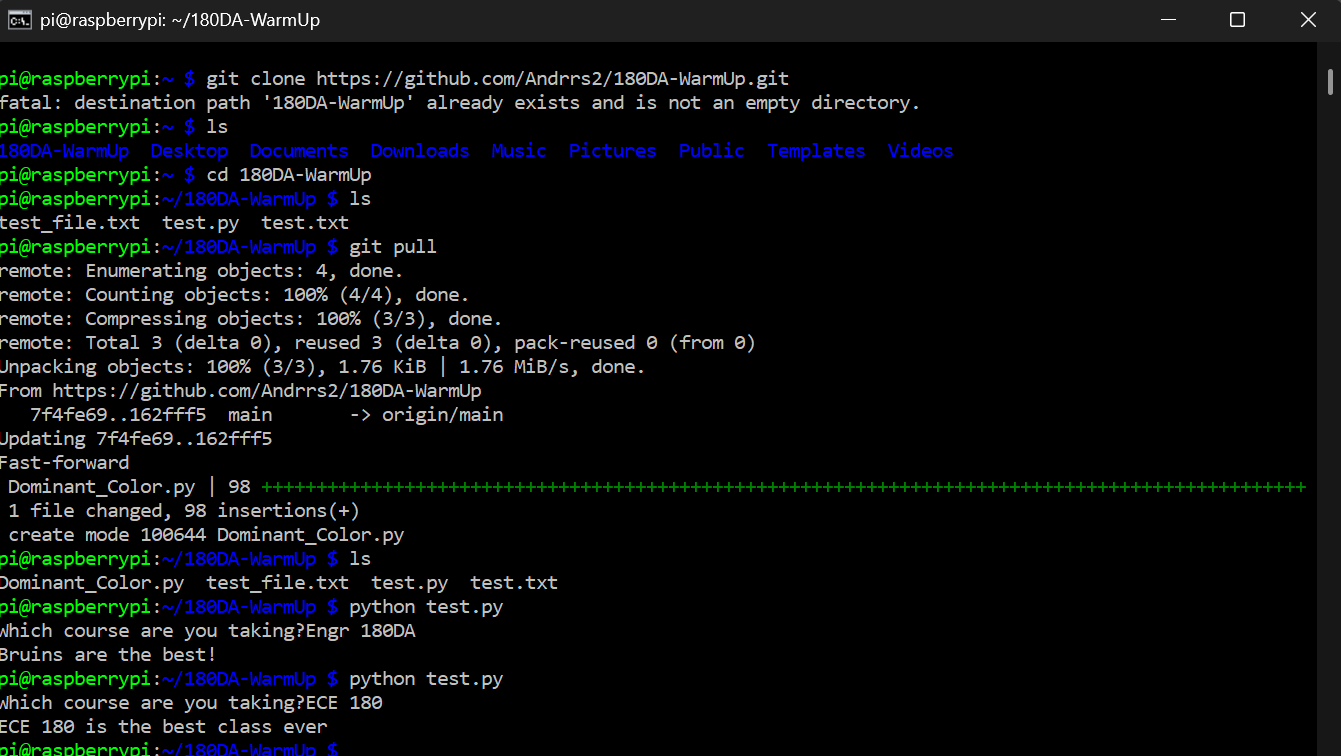 pi@raspberrypi: ~/180DA-WarmUp
pi@raspberrypi:~ $ git clone https://github.com/Andrrs2/180DA-WarmUp.git
fatal: destination path '180DA-WarmUp' already exists and is not an empty directory.
pi@raspberrypi:~ $ ls
180DA-WarmUp  Desktop  Documents  Downloads  Music  Pictures  Public  Templates  Videos
pi@raspberrypi:~ $ cd 180DA-WarmUp
pi@raspberrypi:~/180DA-WarmUp $ ls
test_file.txt  test.py  test.txt
pi@raspberrypi:~/180DA-WarmUp $ git pull
remote: Enumerating objects: 4, done.
remote: Counting objects: 100% (4/4), done.
remote: Compressing objects: 100% (3/3), done.
remote: Total 3 (delta 0), reused 3 (delta 0), pack-reused 0 (from 0)
Unpacking objects: 100% (3/3), 1.76 KiB | 1.76 MiB/s, done.
From https://github.com/Andrrs2/180DA-WarmUp
   7f4fe69..162fff5  main       -> origin/main
Updating 7f4fe69..162fff5
Fast-forward
 Dominant_Color.py | 98 +++++++++++++++++++++++++++++++++++++++++++++++++++++++++++++++++++++++++++++++++++++++++++++++
 1 file changed, 98 insertions(+)
 create mode 100644 Dominant_Color.py
pi@raspberrypi:~/180DA-WarmUp $ ls
Dominant_Color.py  test_file.txt  test.py  test.txt
pi@raspberrypi:~/180DA-WarmUp $ python test.py
Which course are you taking?Engr 180DA
Bruins are the best!
pi@raspberrypi:~/180DA-WarmUp $ python test.py
Which course are you taking?ECE 180
ECE 180 is the best class ever
pi@raspberrypi:~/180DA-WarmUp $